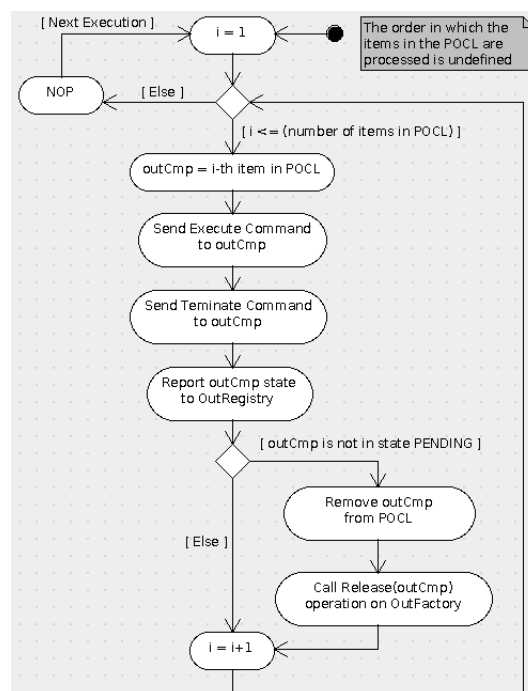 [ Next Execution ]
i = 1
The order in which the
items in the POCL are
processed is undefined
NOP
[ Else ]
[ i <= (number of items in POCL) ]
outCmp = i-th item in POCL
Send Execute Command
to outCmp
Send Teminate Command
to outCmp
Report outCmp state
to OutRegistry
[ outCmp is not in state PENDING ]
Remove outCmp
from POCL
[ Else ]
Call Release(outCmp)
operation on OutFactory
i = i+1